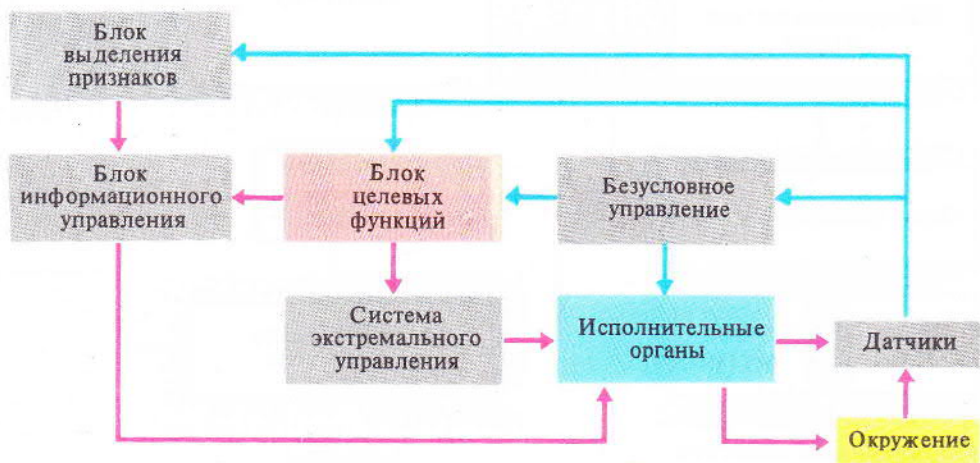 Блок
выделения
признаков
Блок
информационного
управления
Блок
целевых
функций
Безусловное
управление
Система
экстремального
управления
Исполнительные
органы
Датчики
Окружение